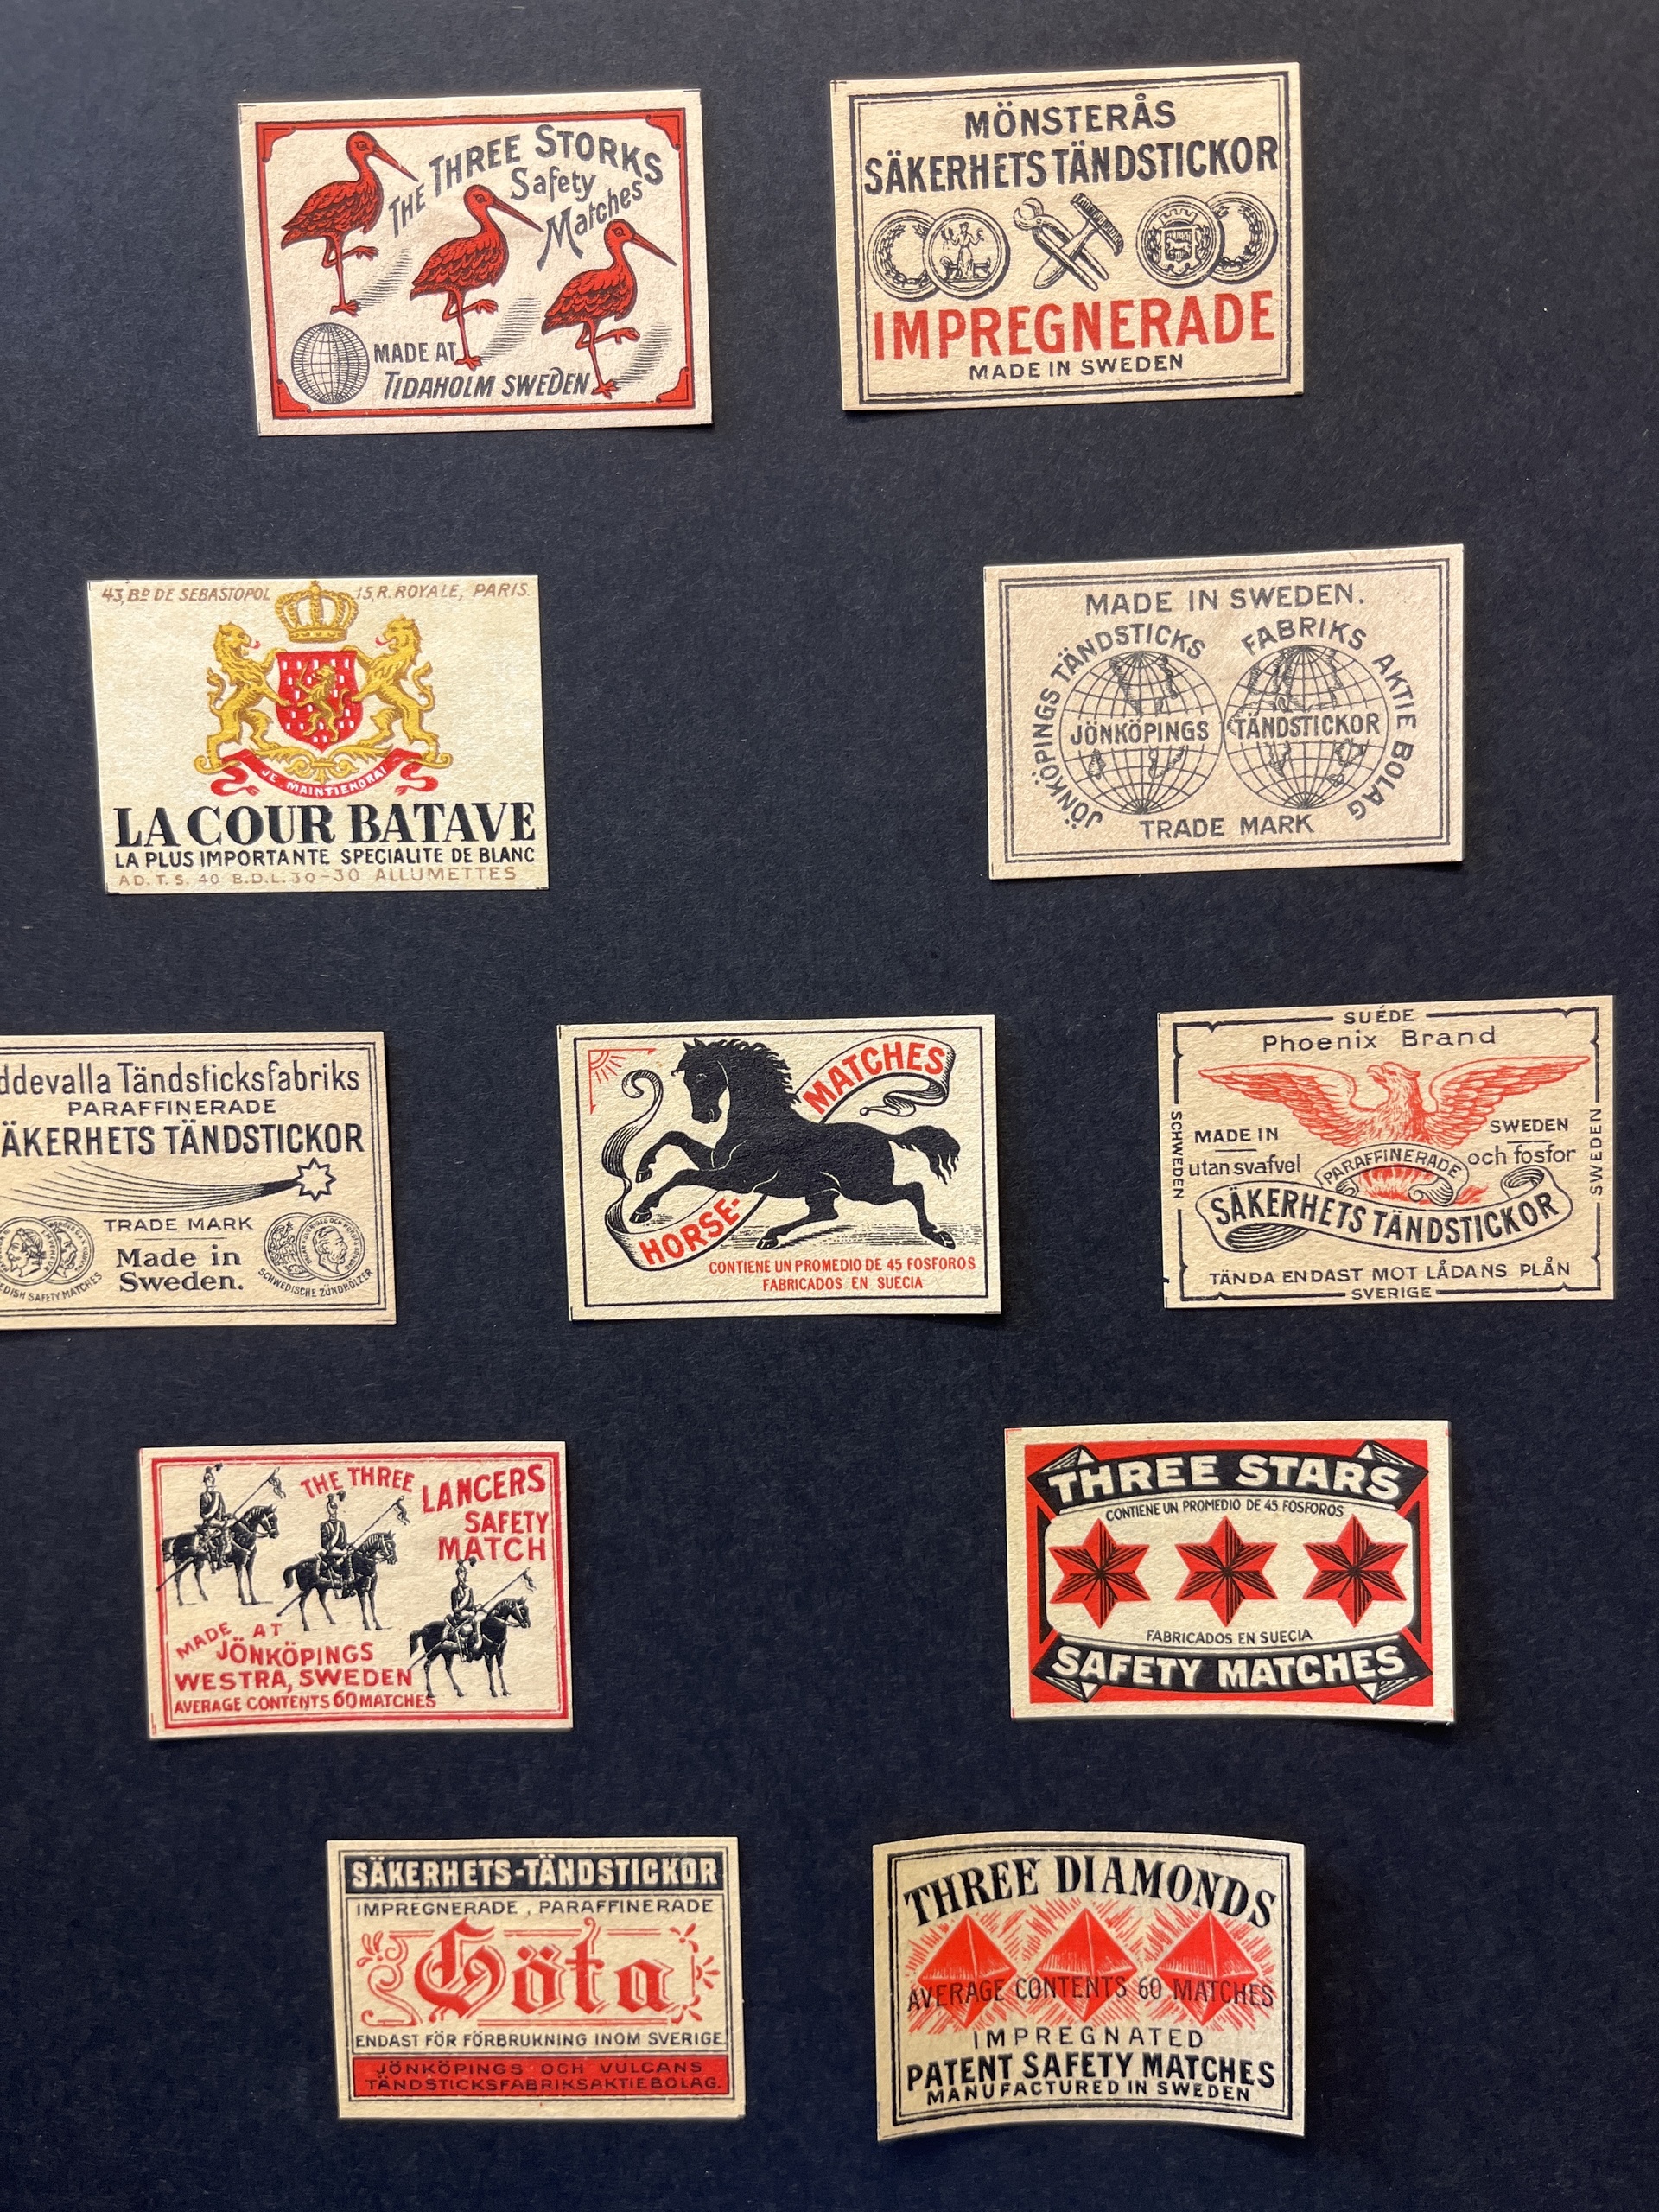 THE THREE STORKS
Safety
Matches
MADE AT
TIDAHOLM SWEDEN
MÖNSTERÅS
SÄKERHETS TÄNDSTICKOR
IMPREGNERADE
MADE IN SWEDEN
43, Bᴰ DE SEBASTOPOL 15, R. ROYALE, PARIS.
JE MAINTIENDRAI
LA COUR BATAVE
LA PLUS IMPORTANTE SPECIALITE DE BLANC
AD. T. S. 40 B.D.L. 30-30 ALLUMETTES
MADE IN SWEDEN.
JÖNKÖPINGS TÄNDSTICKS FABRIKS AKTIE BOLAG
JÖNKÖPINGS TÄNDSTICKOR
TRADE MARK
ddevalla Tändsticksfabriks
PARAFFINERADE
ÄKERHETS TÄNDSTICKOR
TRADE MARK
Made in
Sweden.
EDISH SAFETY MATCHES
SCHWEDISCHE ZÜNDHÖLZER
MATCHES
HORSE-
CONTIENE UN PROMEDIO DE 45 FOSFOROS
FABRICADOS EN SUECIA
SUÉDE
Phoenix Brand
SCHWEDEN
MADE IN SWEDEN
utan svafvel och fosfor
SWEDEN
PARAFFINERADE
SÄKERHETS TÄNDSTICKOR
TÄNDA ENDAST MOT LÅDANS PLÅN
SVERIGE
THE THREE LANCERS
SAFETY
MATCH
MADE AT
JÖNKÖPINGS
WESTRA, SWEDEN
AVERAGE CONTENTS 60 MATCHES
THREE STARS
CONTIENE UN PROMEDIO DE 45 FOSFOROS
FABRICADOS EN SUECIA
SAFETY MATCHES
SÄKERHETS-TÄNDSTICKOR
IMPREGNERADE, PARAFFINERADE
Göta
ENDAST FÖR FÖRBRUKNING INOM SVERIGE.
JÖNKÖPINGS OCH VULCANS
TÄNDSTICKSFABRIKSAKTIEBOLAG.
THREE DIAMONDS
AVERAGE CONTENTS 60 MATCHES
IMPREGNATED
PATENT SAFETY MATCHES
MANUFACTURED IN SWEDEN